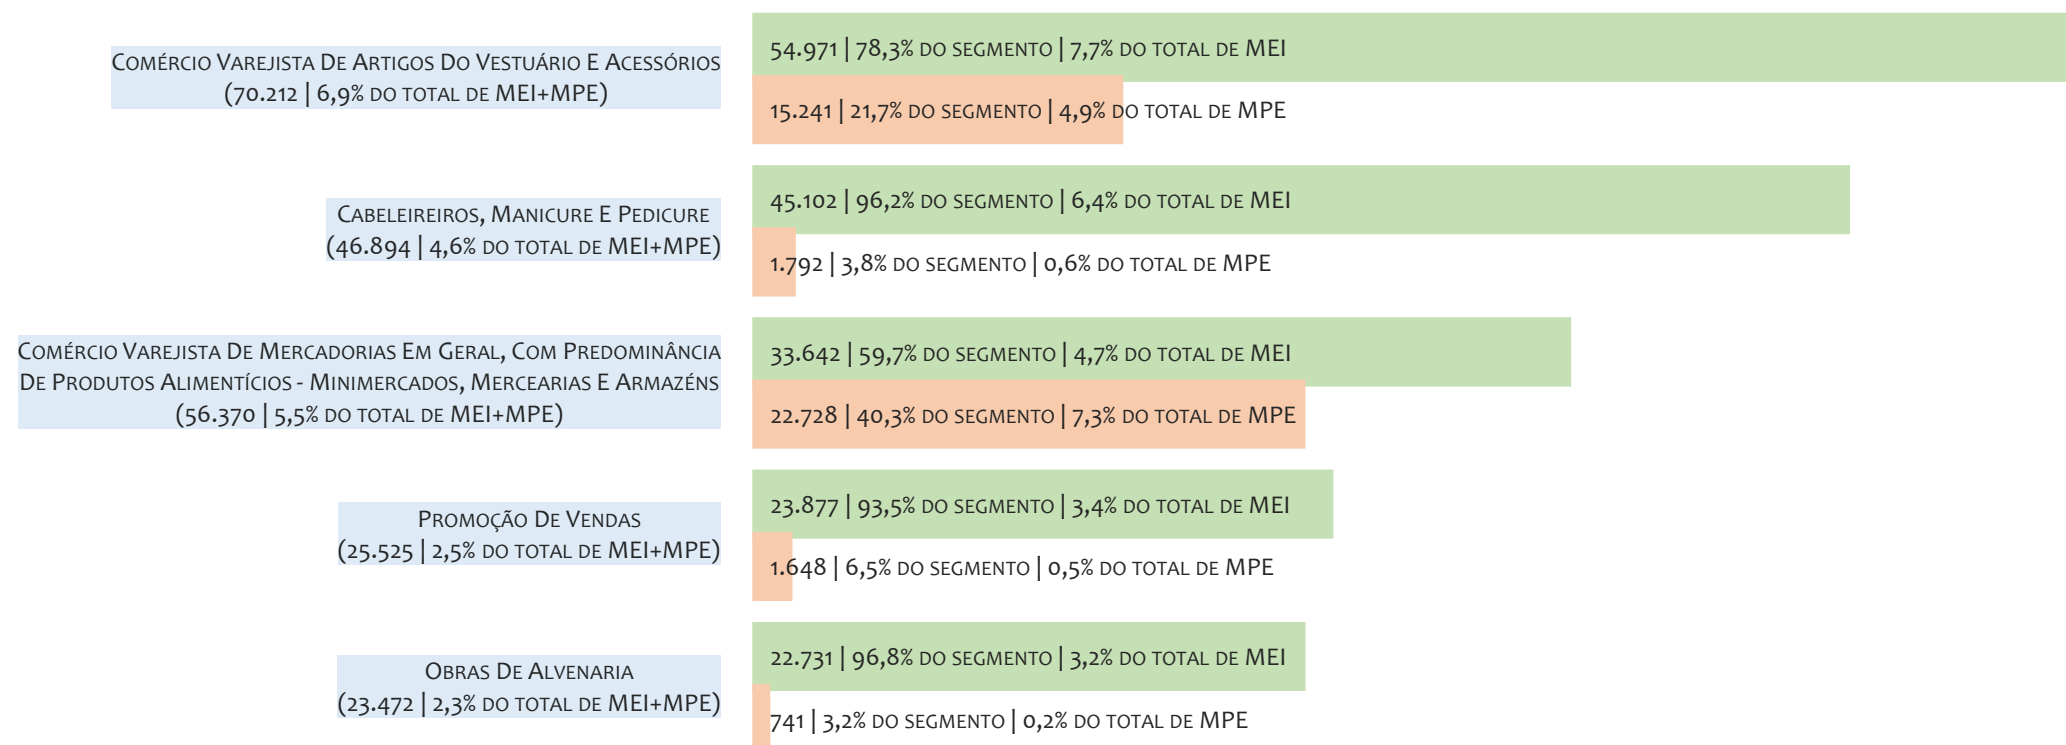 Comércio Varejista De Artigos Do Vestuário E Acessórios
(70.212 | 6,9% do total de MEI+MPE)
54.971 | 78,3% do segmento | 7,7% do total de MEI
15.241 | 21,7% do segmento | 4,9% do total de MPE
Cabeleireiros, Manicure E Pedicure
(46.894 | 4,6% do total de MEI+MPE)
45.102 | 96,2% do segmento | 6,4% do total de MEI
1.792 | 3,8% do segmento | 0,6% do total de MPE
Comércio Varejista De Mercadorias Em Geral, Com Predominância
De Produtos Alimentícios - Minimercados, Mercearias E Armazéns
(56.370 | 5,5% do total de MEI+MPE)
33.642 | 59,7% do segmento | 4,7% do total de MEI
22.728 | 40,3% do segmento | 7,3% do total de MPE
Promoção De Vendas
(25.525 | 2,5% do total de MEI+MPE)
23.877 | 93,5% do segmento | 3,4% do total de MEI
1.648 | 6,5% do segmento | 0,5% do total de MPE
Obras De Alvenaria
(23.472 | 2,3% do total de MEI+MPE)
22.731 | 96,8% do segmento | 3,2% do total de MEI
741 | 3,2% do segmento | 0,2% do total de MPE